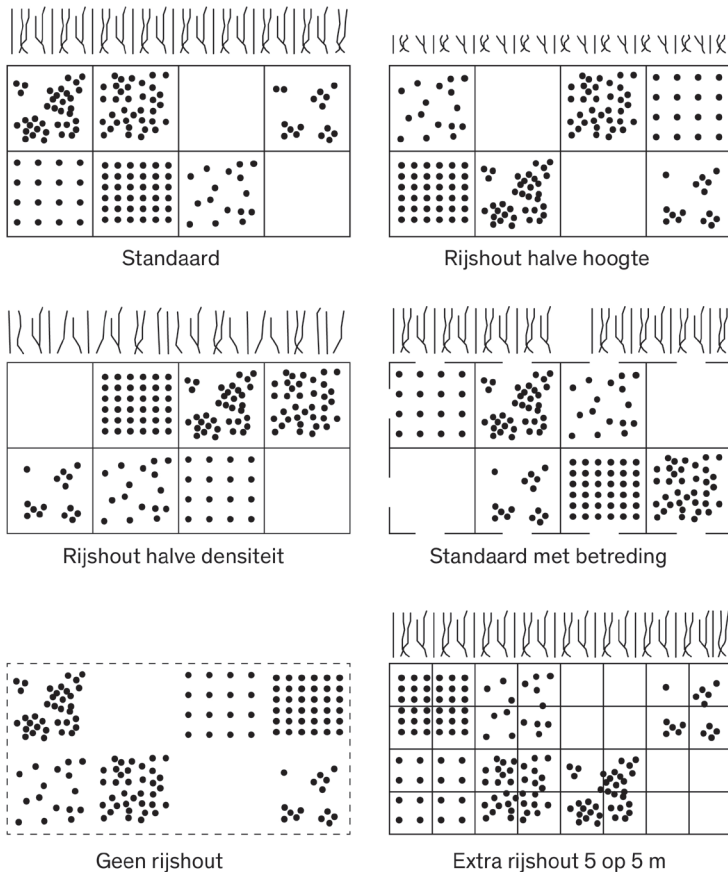 Standaard
Rijshout halve hoogte
Rijshout halve densiteit
Standaard met betreding
Geen rijshout
Extra rijshout 5 op 5 m